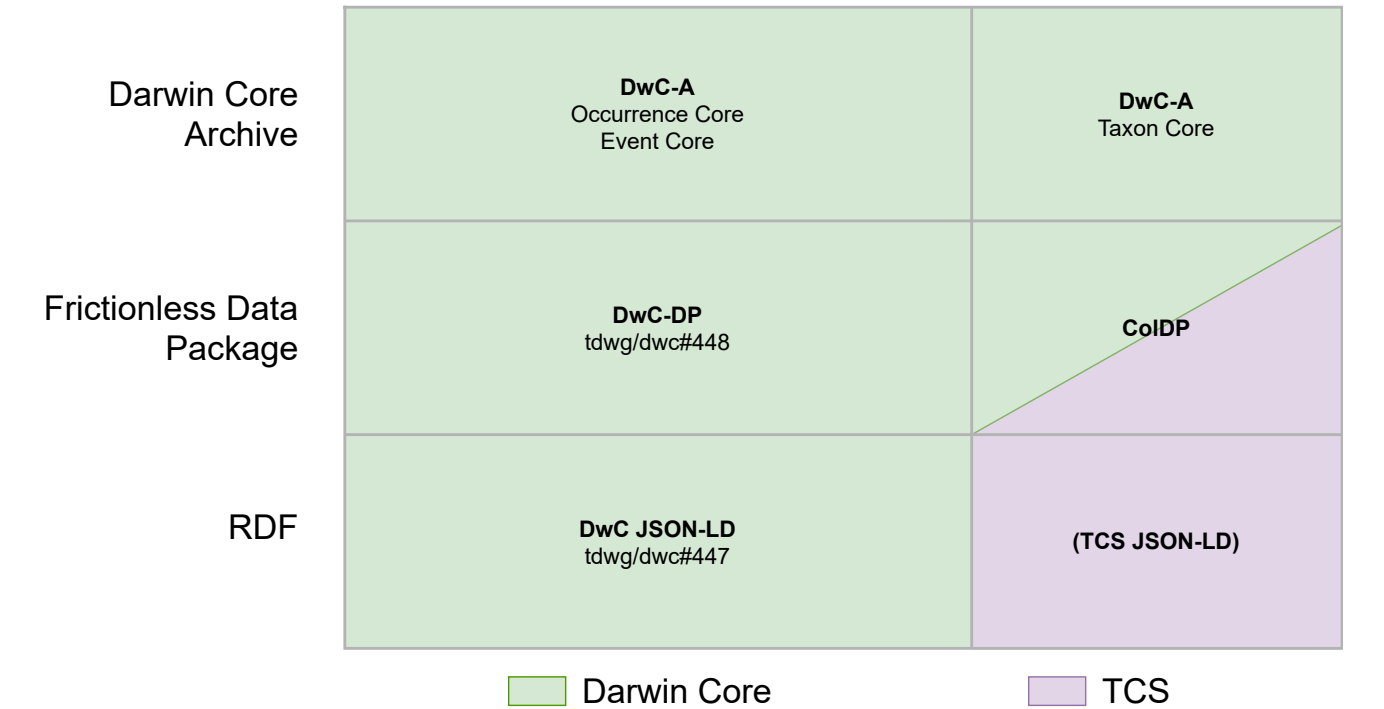 Darwin Core
Archive
DwC-A
Occurrence Core
Event Core
DwC-A
Taxon Core
Frictionless Data
Package
DwC-DP
tdwg/dwc#448
ColDP
RDF
DwC JSON-LD
tdwg/dwc#447
(TCS JSON-LD)
Darwin Core
TCS